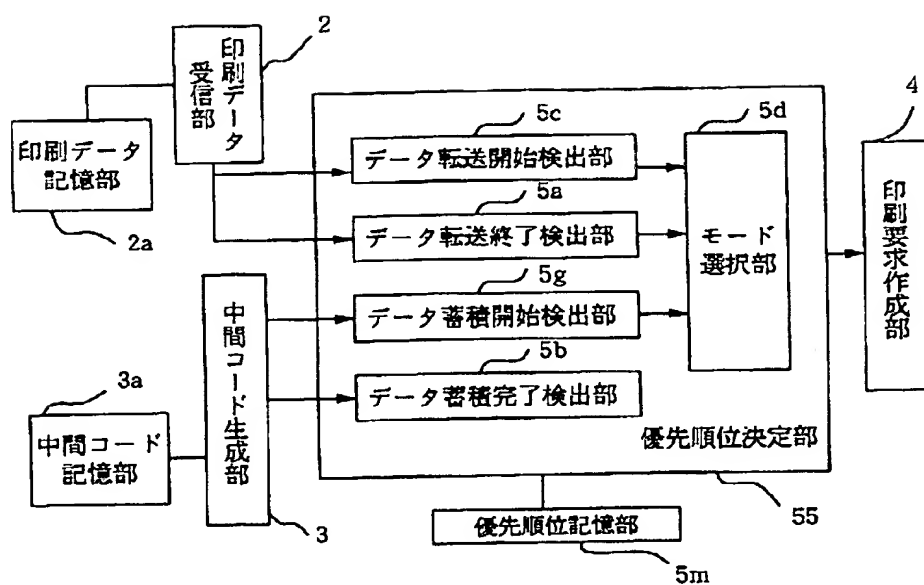 2
印刷データ
受信部
印刷データ
記憶部
2a
5c
データ転送開始検出部
5a
データ転送終了検出部
5g
データ蓄積開始検出部
5b
データ蓄積完了検出部
5d
モード
選択部
優先順位決定部
55
4
印刷要求作成部
3a
中間コード
記憶部
中間コード生成部
3
優先順位記憶部
5m